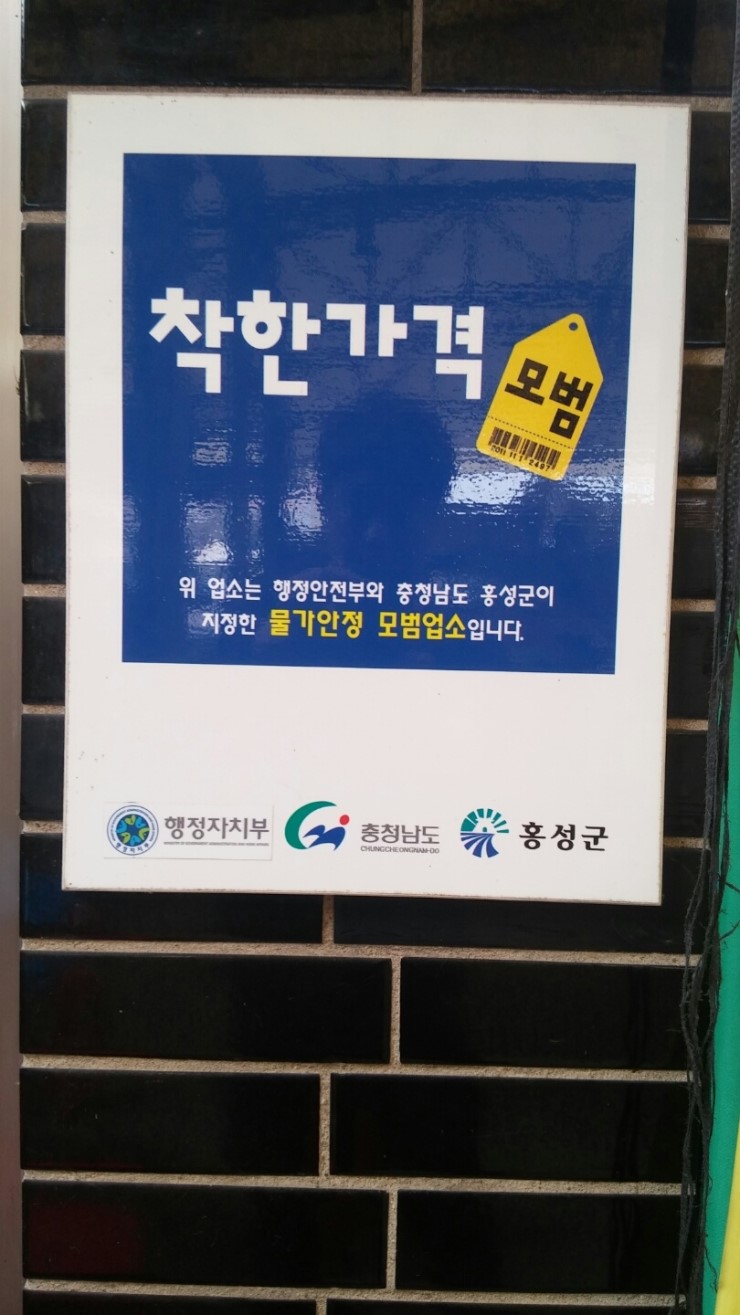 착한가격
모범
위 업소는 행정안전부와 충청남도 홍성군이
지정한 물가안정 모범업소입니다.
행정자치부
충청남도
CHUNGCHEONGNAM-DO
홍성군